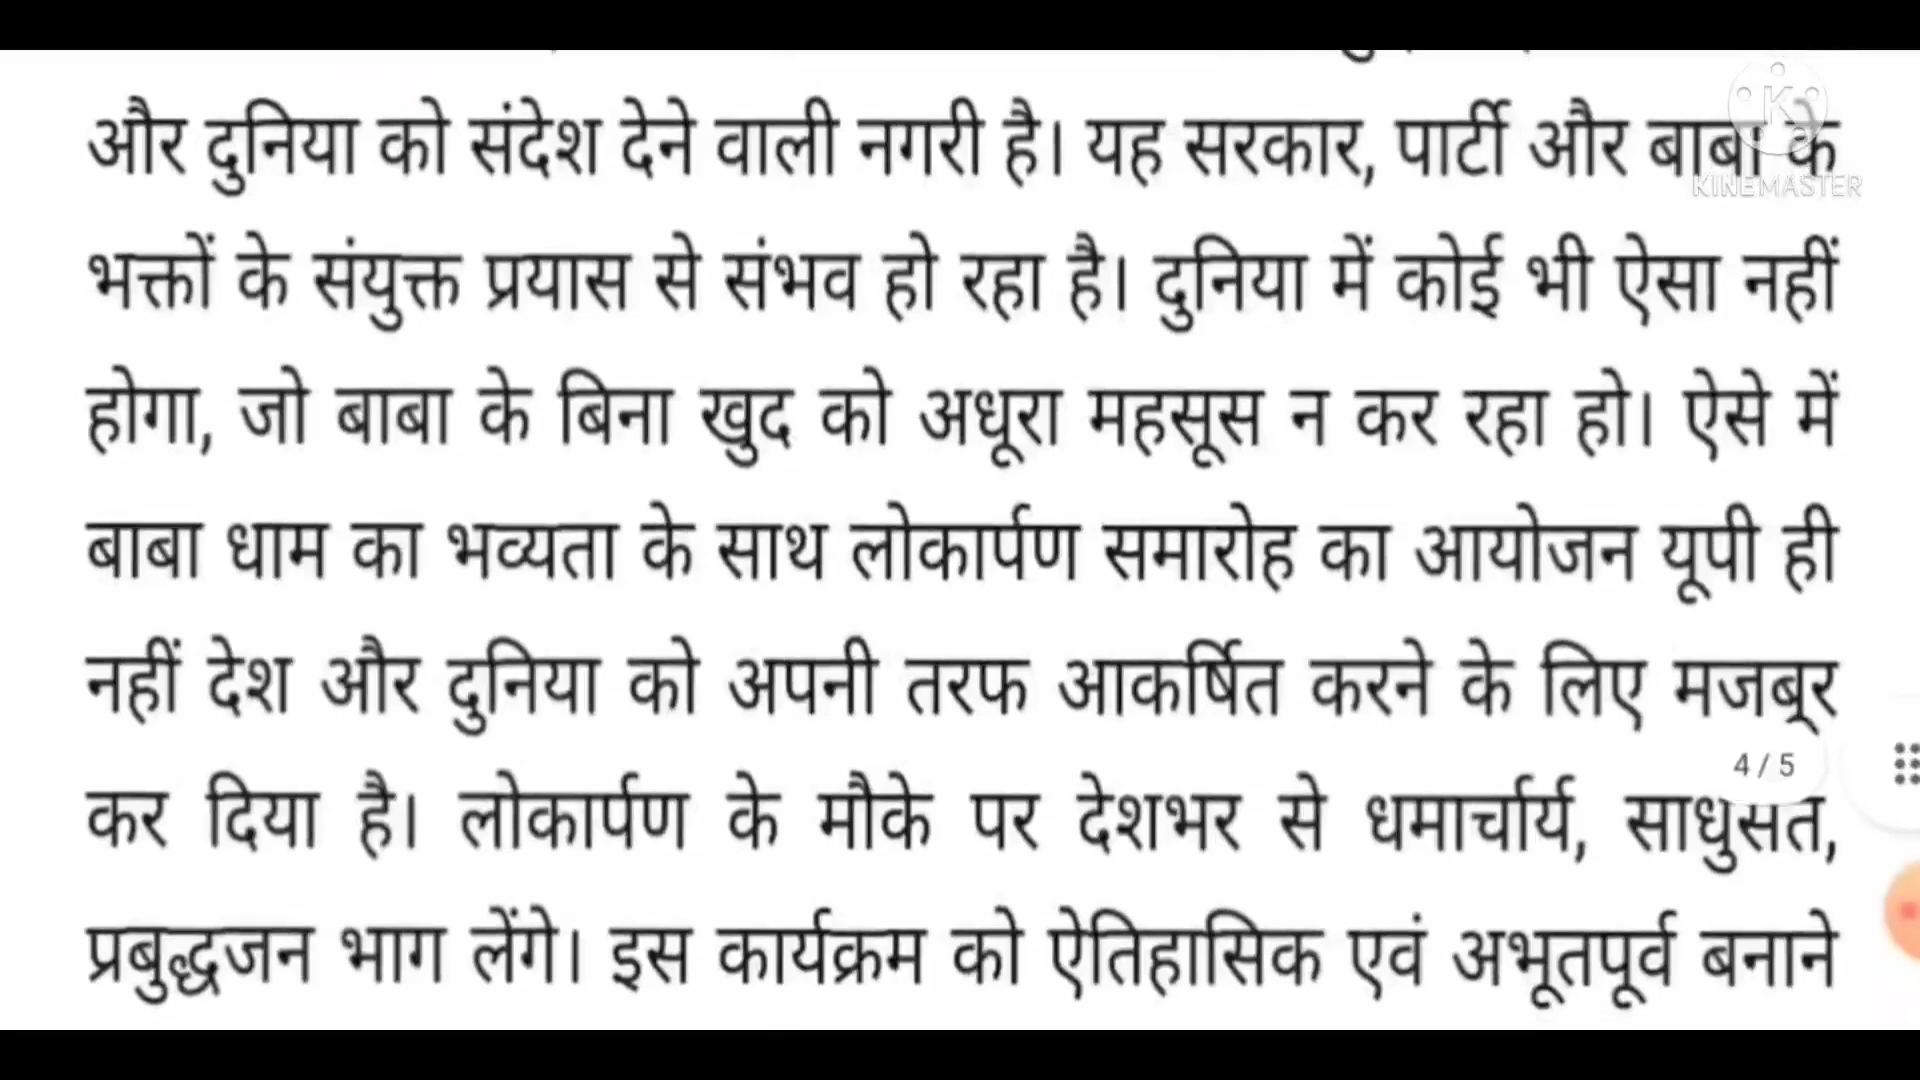 और दुनिया को संदेश देने वाली नगरी है। यह सरकार, पार्टी और बाबा के
KINEMASTER
भक्तों के संयुक्त प्रयास से संभव हो रहा है। दुनिया में कोई भी ऐसा नहीं
होगा, जो बाबा के बिना खुद को अधूरा महसूस न कर रहा हो। ऐसे में
बाबा धाम का भव्यता के साथ लोकार्पण समारोह का आयोजन यूपी ही
नहीं देश और दुनिया को अपनी तरफ आकर्षित करने के लिए मजबूर
4 / 5
कर दिया है। लोकार्पण के मौके पर देशभर से धमार्चार्य, साधुसत,
प्रबुद्धजन भाग लेंगे। इस कार्यक्रम को ऐतिहासिक एवं अभूतपूर्व बनाने